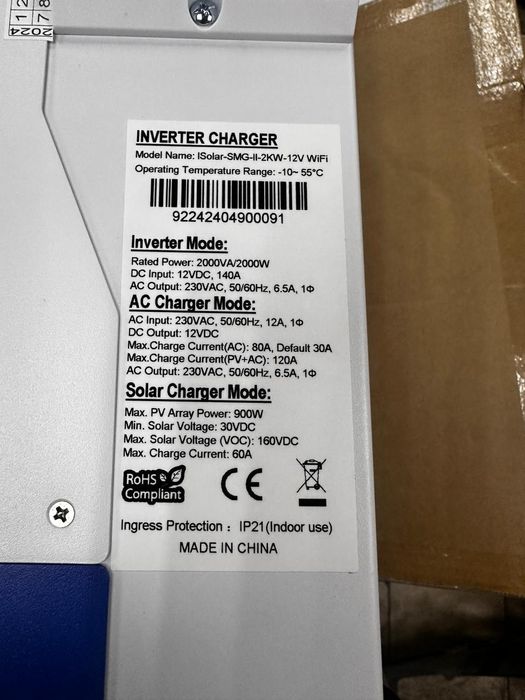 1 2
7 8
2024
INVERTER CHARGER
Model Name: ISolar-SMG-II-2KW-12V WiFi
Operating Temperature Range: -10~ 55°C
92242404900091
Inverter Mode:
Rated Power: 2000VA/2000W
DC Input: 12VDC, 140A
AC Output: 230VAC, 50/60Hz, 6.5A, 1Φ
AC Charger Mode:
AC Input: 230VAC, 50/60Hz, 12A, 1Φ
DC Output: 12VDC
Max.Charge Current(AC): 80A, Default 30A
Max.Charge Current(PV+AC): 120A
AC Output: 230VAC, 50/60Hz, 6.5A, 1Φ
Solar Charger Mode:
Max. PV Array Power: 900W
Min. Solar Voltage: 30VDC
Max. Solar Voltage (VOC): 160VDC
Max. Charge Current: 60A
RoHS
Compliant
CE
Ingress Protection : IP21(Indoor use)
MADE IN CHINA